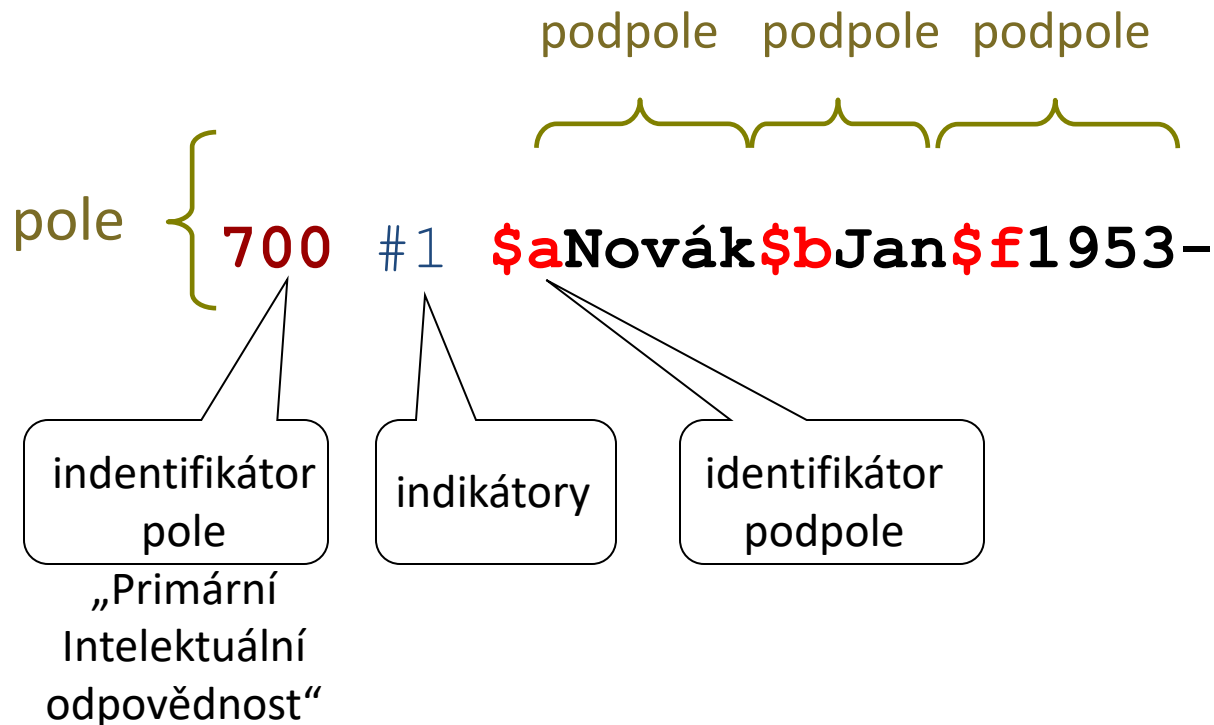 podpole podpole podpole
pole
700 #1 $aNovák$bJan$f1953-
indentifikátor
pole
„Primární
Intelektuální
odpovědnost“
indikátory
identifikátor
podpole